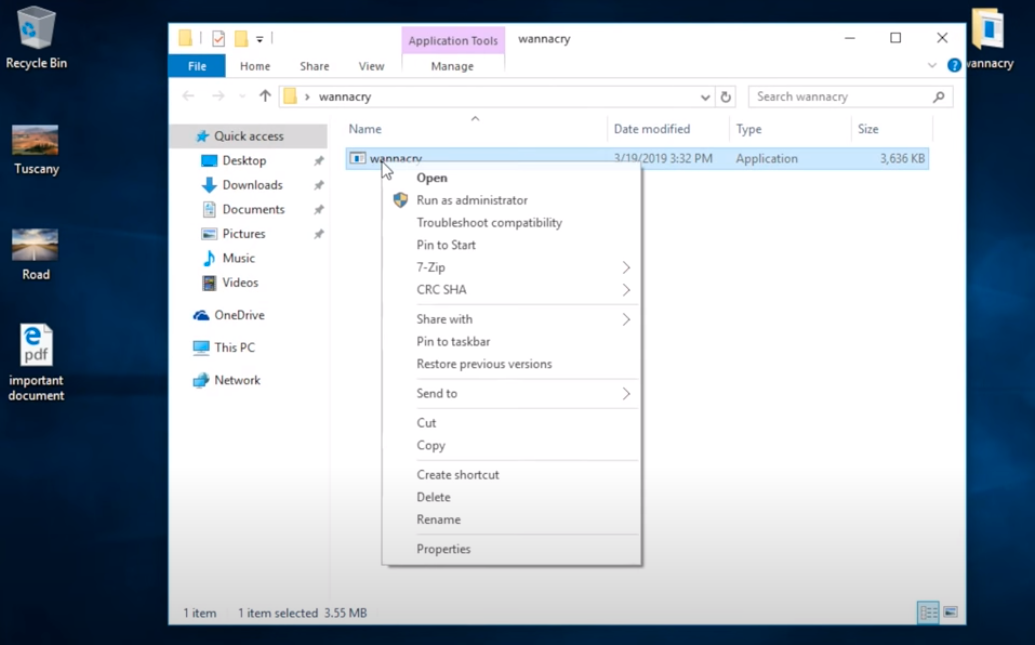 Recycle Bin
Tuscany
Road
pdf
important
document
Application Tools
wannacry
File
Home
Share
View
Manage
wannacry
Search wannacry
Name
Date modified
Type
Size
Quick access
Desktop
Downloads
Documents
Pictures
Music
Videos
OneDrive
This PC
Network
wannacry
3/19/2019 3:32 PM
Application
3,636 KB
Open
Run as administrator
Troubleshoot compatibility
Pin to Start
7-Zip
CRC SHA
Share with
Pin to taskbar
Restore previous versions
Send to
Cut
Copy
Create shortcut
Delete
Rename
Properties
1 item
1 item selected 3.55 MB
wannacry